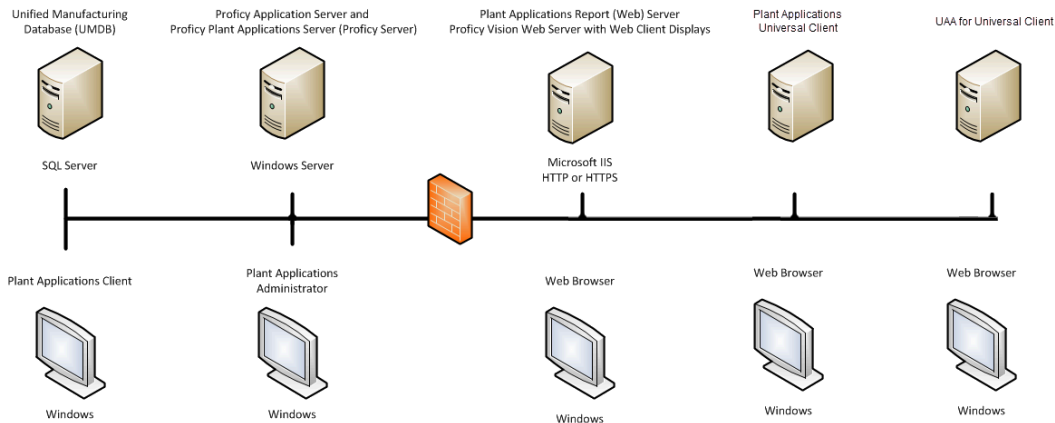 Unified Manufacturing
Database (UMDB)
Proficy Application Server and
Proficy Plant Applications Server (Proficy Server)
Plant Applications Report (Web) Server
Proficy Vision Web Server with Web Client Displays
Plant Applications
Universal Client
UAA for Universal Client
SQL Server
Windows Server
Microsoft IIS
HTTP or HTTPS
Plant Applications Client
Plant Applications
Administrator
Web Browser
Web Browser
Web Browser
Windows
Windows
Windows
Windows
Windows